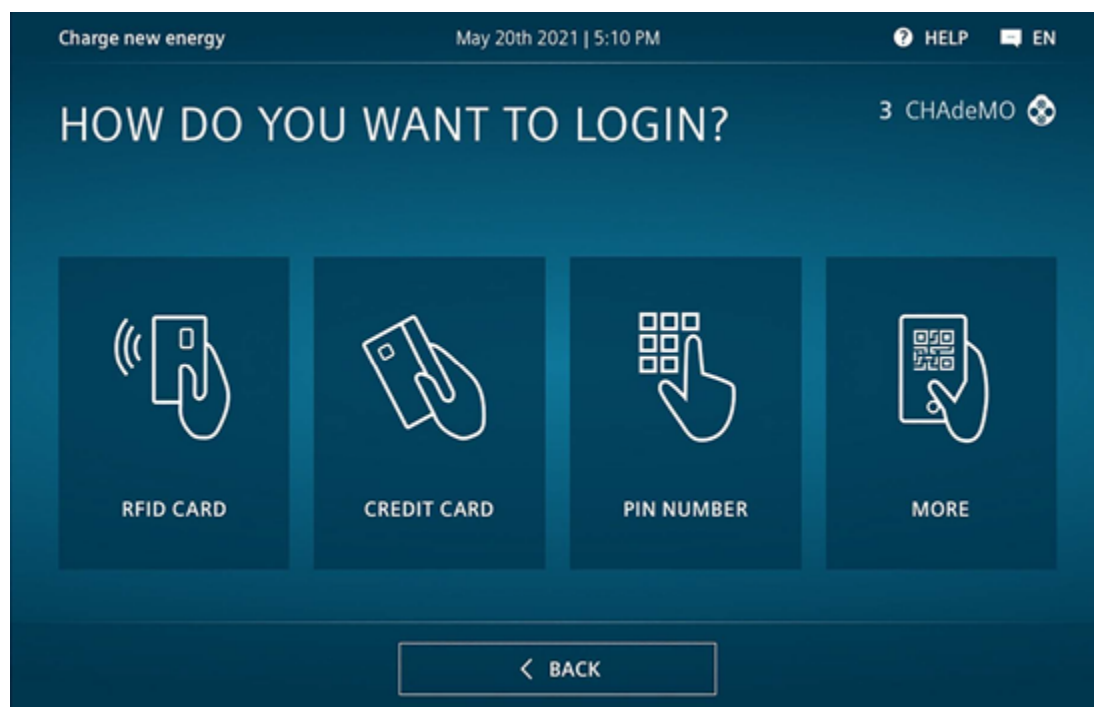 Charge new energy
May 20th 2021 | 5:10 PM
? HELP
EN
HOW DO YOU WANT TO LOGIN?
3 CHAdeMO
RFID CARD
CREDIT CARD
PIN NUMBER
MORE
< BACK